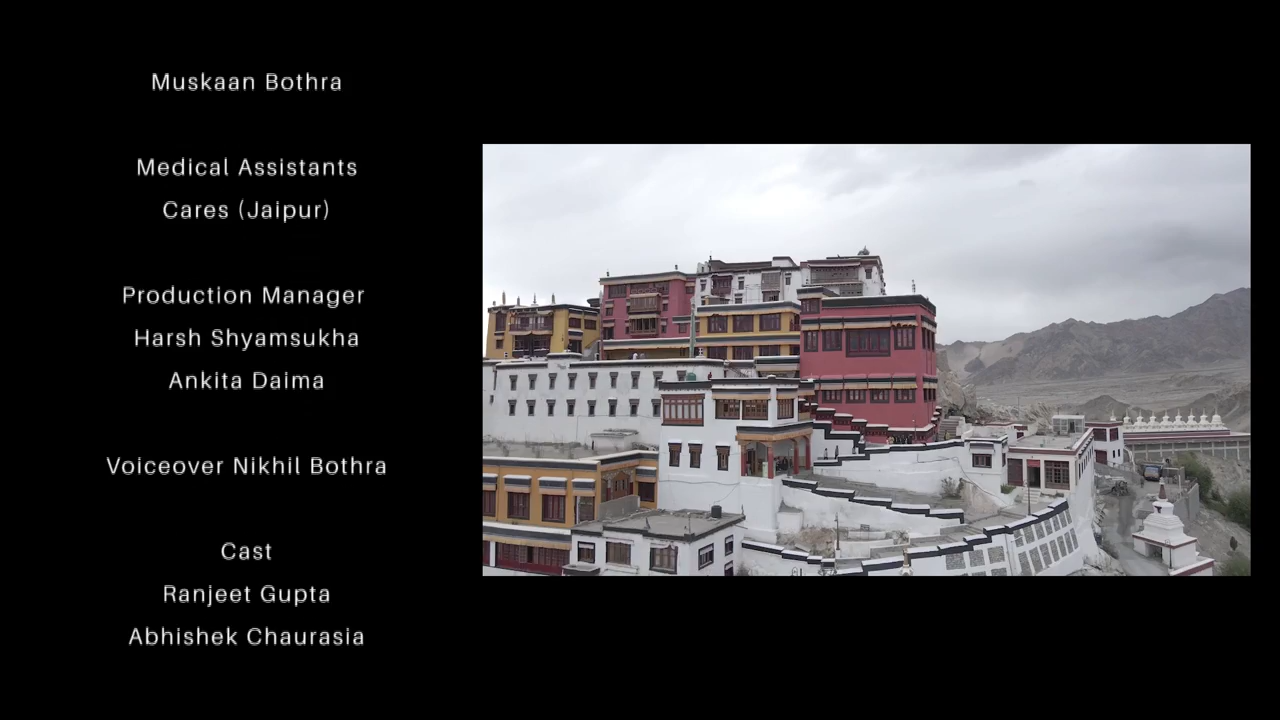 Muskaan Bothra
Medical Assistants
Cares (Jaipur)
Production Manager
Harsh Shyamsukha
Ankita Daima
Voiceover Nikhil Bothra
Cast
Ranjeet Gupta
Abhishek Chaurasia